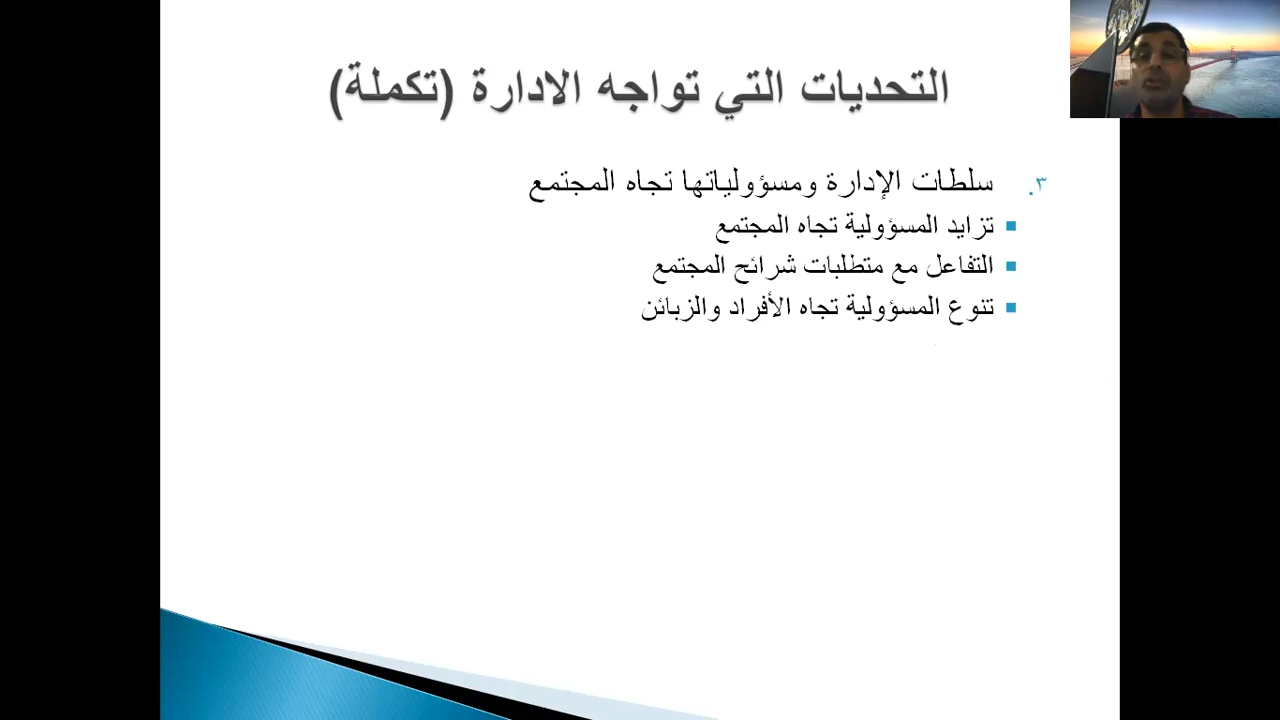 التحديات التي تواجه الادارة (تكملة)
٣. سلطات الإدارة ومسؤولياتها تجاه المجتمع
▪ تزايد المسؤولية تجاه المجتمع
▪ التفاعل مع متطلبات شرائح المجتمع
▪ تنوع المسؤولية تجاه الأفراد والزبائن